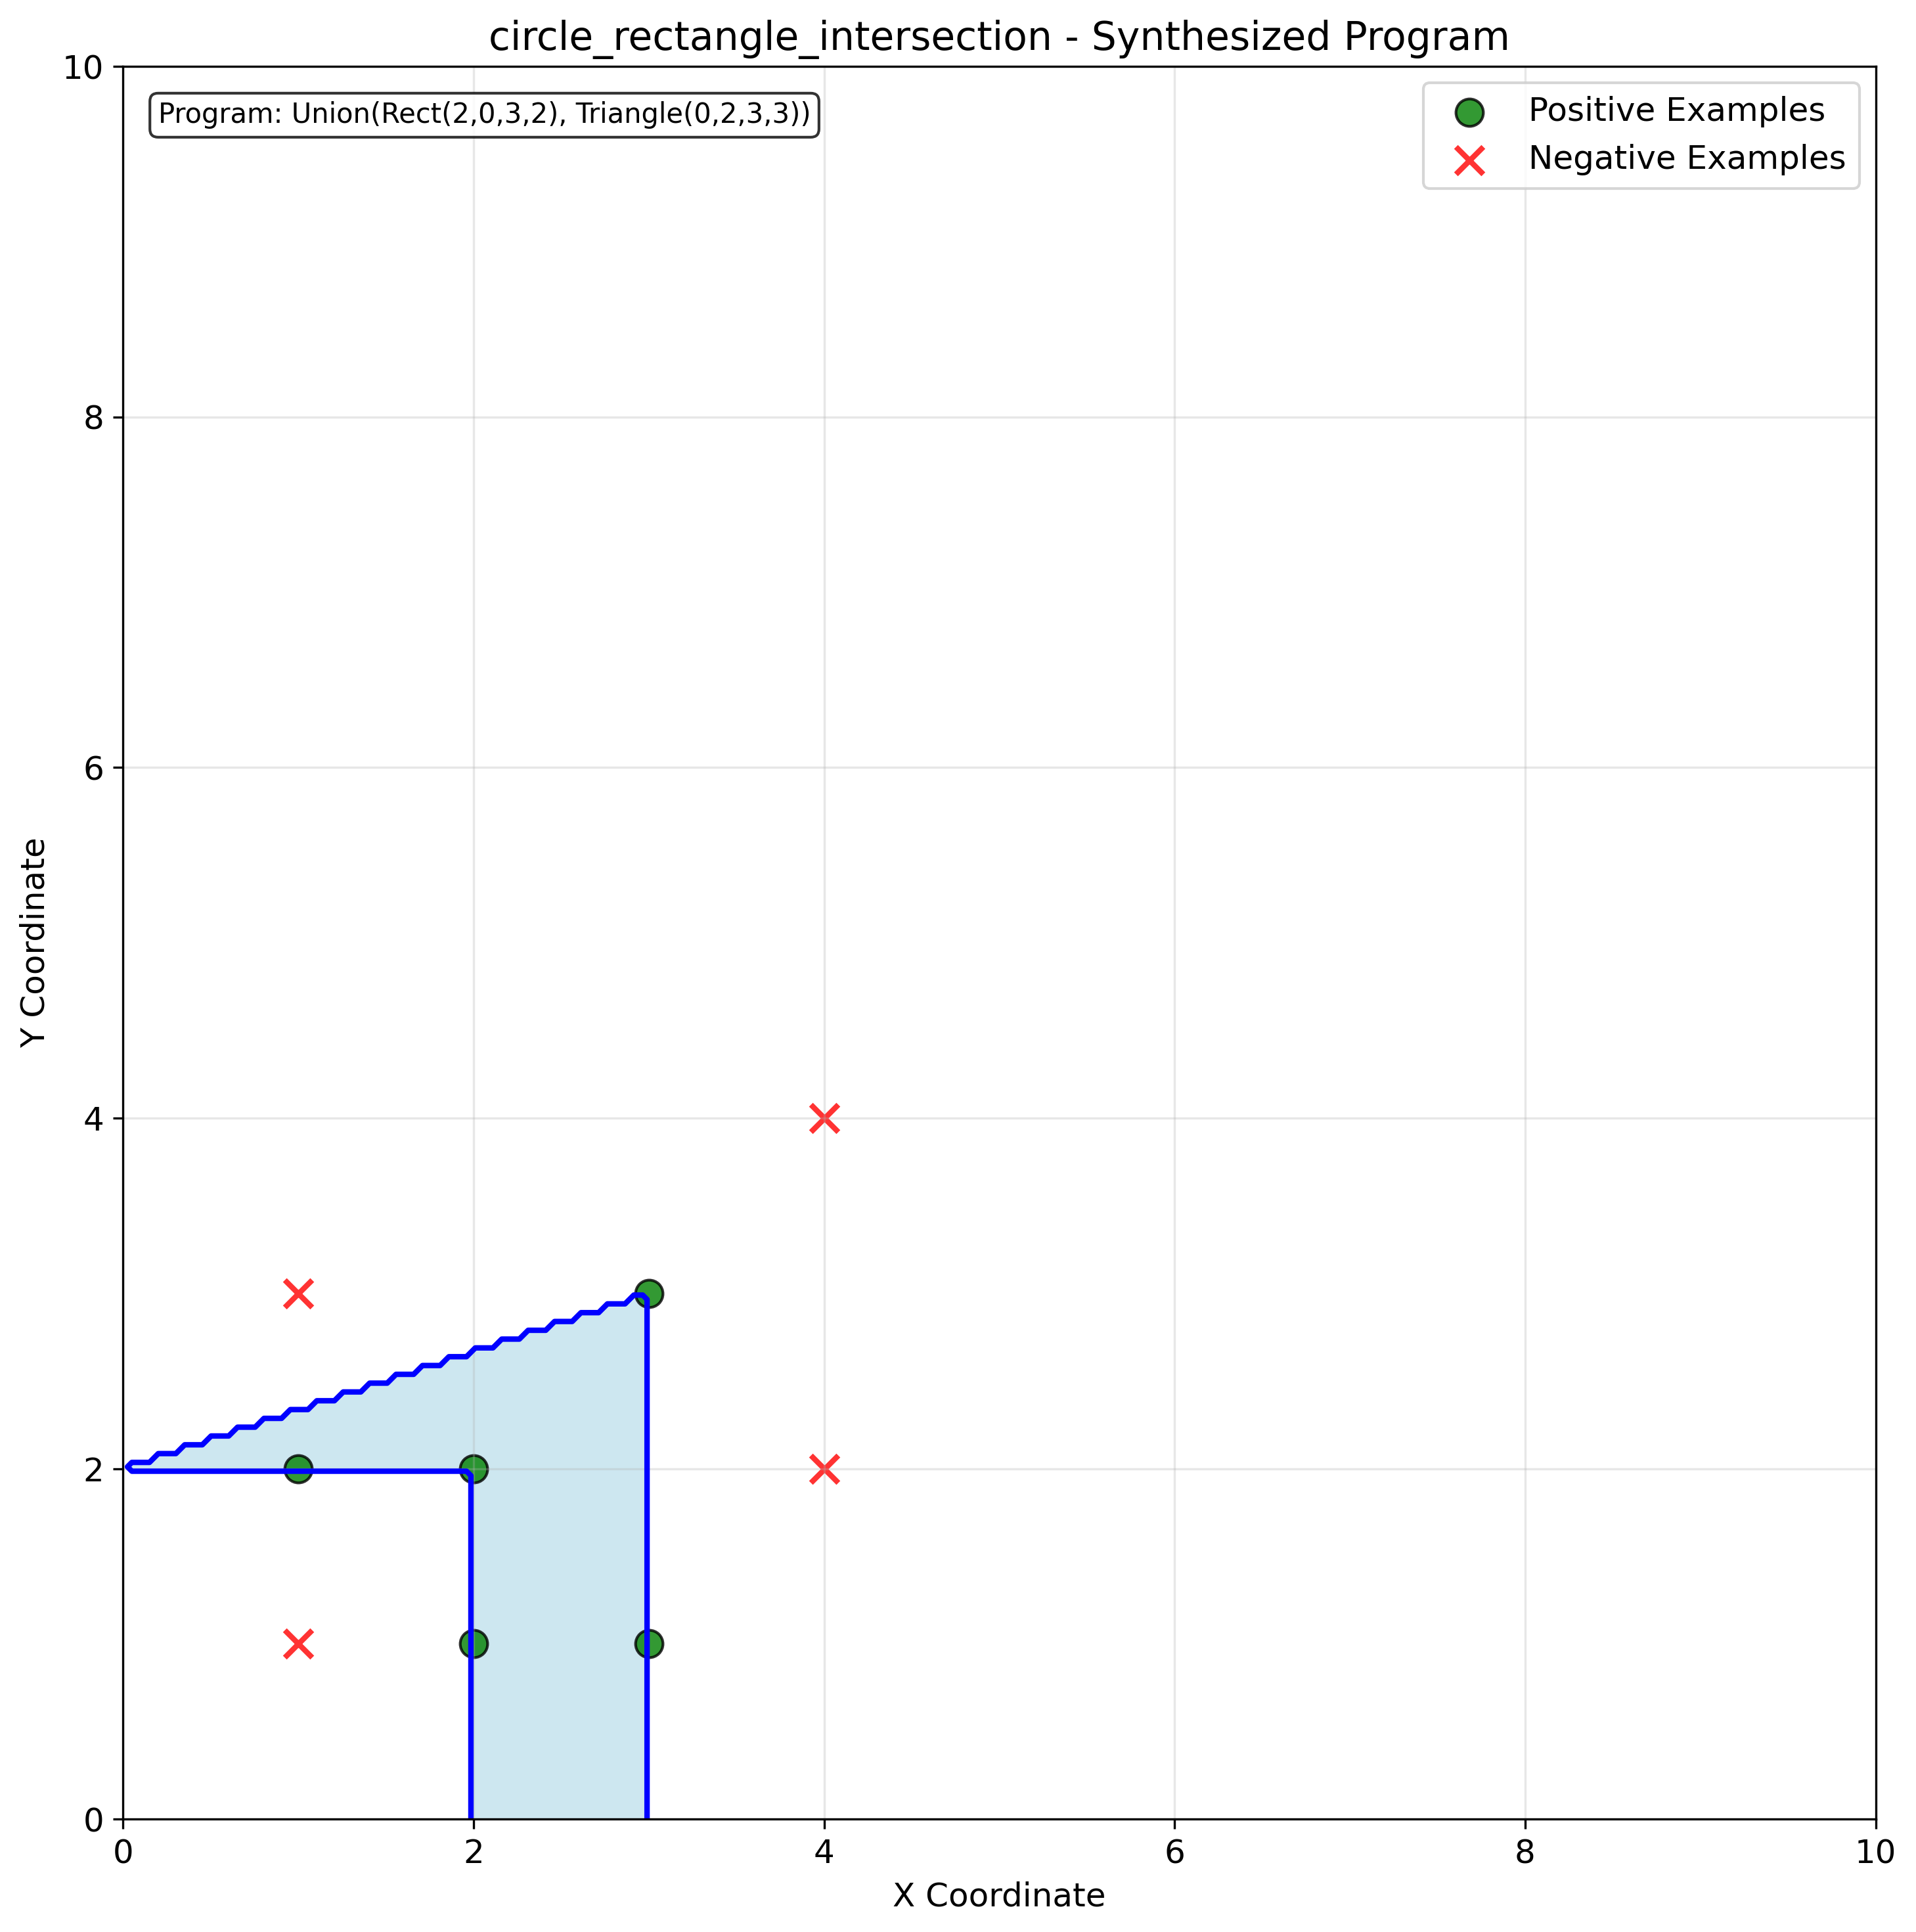 circle_rectangle_intersection - Synthesized Program
Program: Union(Rect(2,0,3,2), Triangle(0,2,3,3))
Positive Examples
Negative Examples
10
8
6
4
2
0
Y Coordinate
0 2 4 6 8 10
X Coordinate